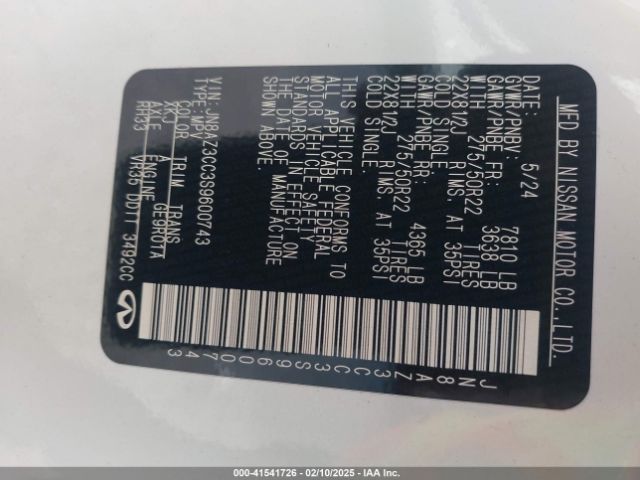 MFD BY NISSAN MOTOR CO.,LTD.
DATE: 5/24
GVWR/PNBV: 7810 LB
GAWR/PNBE FR: 3638 LB
WITH 275/50R22 TIRES
22X8 1/2J RIMS. AT 35PSI
COLD SINGLE
GAWR/PNBE RR: 4365 LB
WITH 275/50R22 TIRES
22X8 1/2J RIMS. AT 35PSI
COLD SINGLE
THIS VEHICLE CONFORMS TO
ALL APPLICABLE FEDERAL
MOTOR VEHICLE SAFETY
STANDARDS IN EFFECT ON
THE DATE OF MANUFACTURE
SHOWN ABOVE.
VIN: JN8AZ3CC3S9600743
TYPE: MPV
COLOR TRIM TRANS
XKJ A GE9R01A
AXLE ENGINE
RH33 VR35 DDTT 3492CC
JN8AZ3CC3S9600743
000-41541726 - 02/10/2025 - IAA Inc.